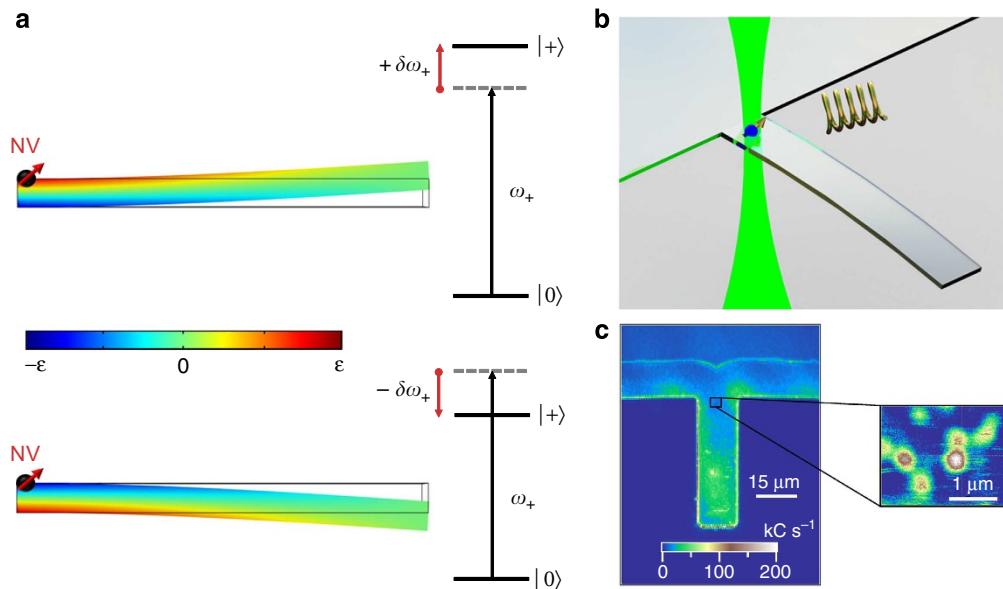 a
NV
+ δω₊
|+⟩
ω₊
|0⟩
−ε 0 ε
NV
− δω₊
|+⟩
ω₊
|0⟩
b
c
15 μm
kC s⁻¹
0 100 200
1 μm